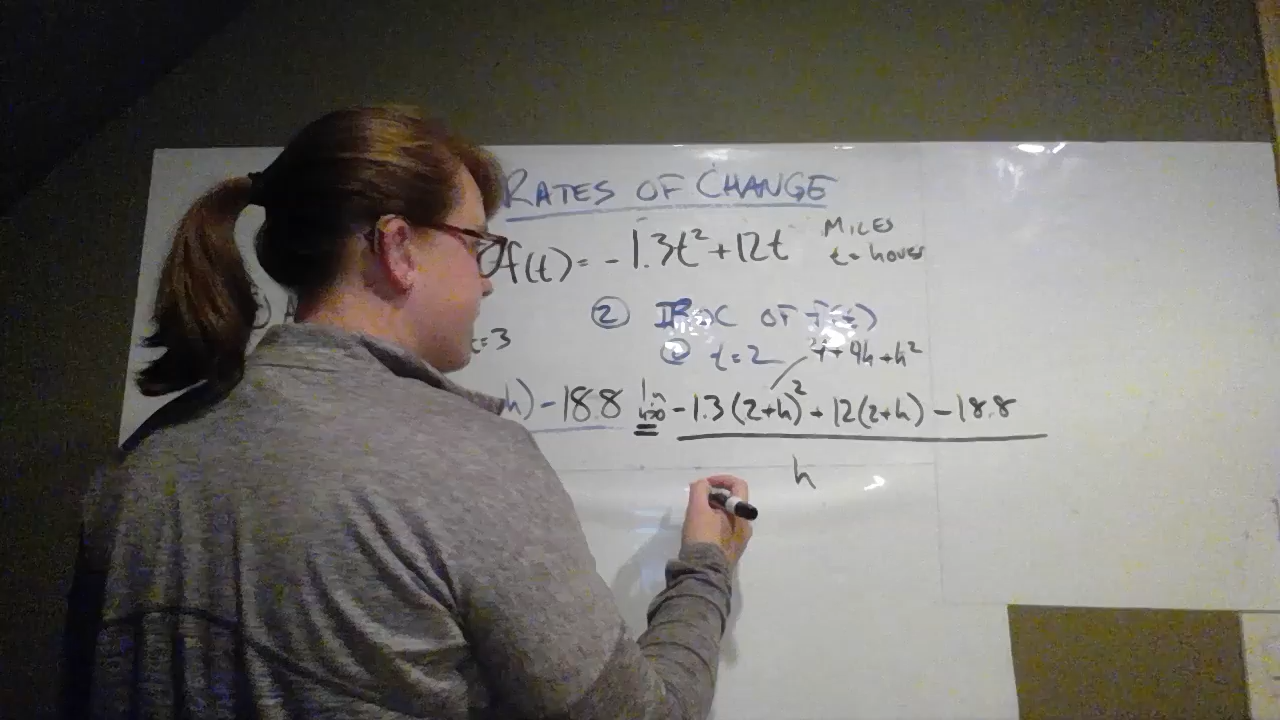 RATES OF CHANGE
f(t) = -1.3t² + 12t
MILES
t = hours
② IROC OF f(t)
@ t = 2
4 + 4h + h²
t = 3
h) - 18.8
lim h→0 -1.3(2+h)² + 12(2+h) - 18.8
h